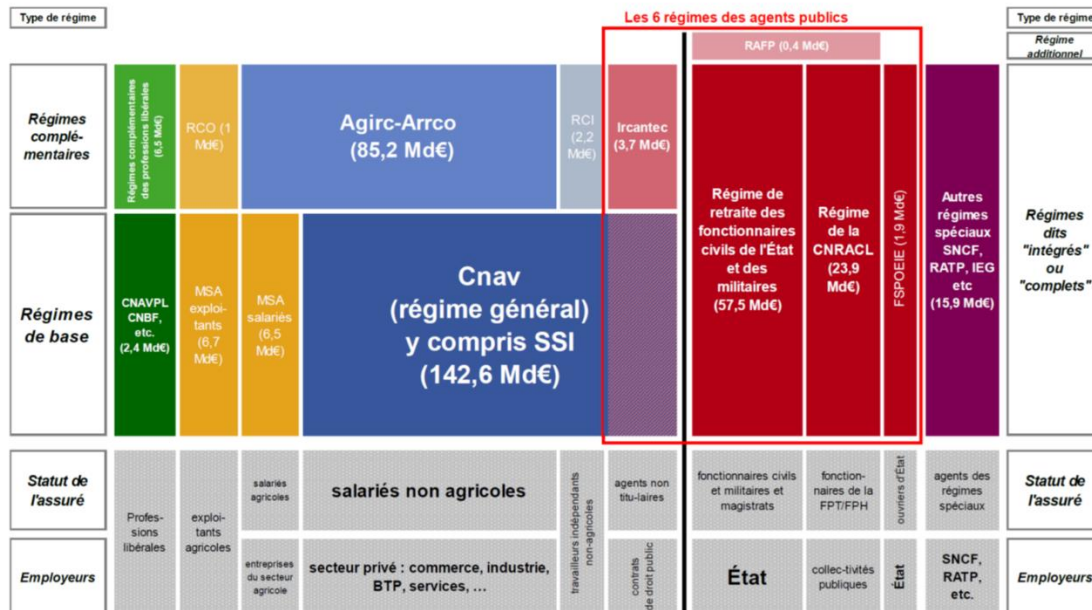 Type de régime
Les 6 régimes des agents publics
Type de régime
RAFP (0,4 Md€)
Régime
additionnel
Régimes
complé-
mentaires
Régimes complémentaires
des professions libérales
(6,5 Md€)
RCO (1
Md€)
Agirc-Arrco
(85,2 Md€)
RCI
(2,2
Md€)
Ircantec
(3,7 Md€)
Régime de
retraite des
fonctionnaires
civils de l'État
et des
militaires
(57,5 Md€)
Régime
de la
CNRACL
(23,9
Md€)
FSPOEIE (1,9 Md€)
Autres
régimes
spéciaux
SNCF,
RATP, IEG
etc
(15,9 Md€)
Régimes
dits
"intégrés"
ou
"complets"
Régimes
de base
CNAVPL
CNBF,
etc.
(2,4 Md€)
MSA
exploi-
tants
(6,7
Md€)
MSA
salariés
(6,5
Md€)
Cnav
(régime général)
y compris SSI
(142,6 Md€)
Statut de
l'assuré
Profes-
sions
libérales
exploi-
tants
agricoles
salariés
agricoles
salariés non agricoles
travailleurs indépendants
non-agricoles
agents non
titu-laires
fonctionnaires civils
et militaires et
magistrats
fonction-
naires de la
FPT/FPH
ouvriers d'État
agents des
régimes
spéciaux
Statut de
l'assuré
Employeurs
entreprises
du secteur
agricole
secteur privé : commerce, industrie,
BTP, services, ...
contrats
de droit public
État
collec-tivités
publiques
État
SNCF,
RATP,
etc.
Employeurs